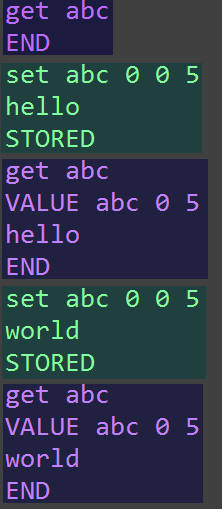 get abc
END
set abc 0 0 5
hello
STORED
get abc
VALUE abc 0 5
hello
END
set abc 0 0 5
world
STORED
get abc
VALUE abc 0 5
world
END